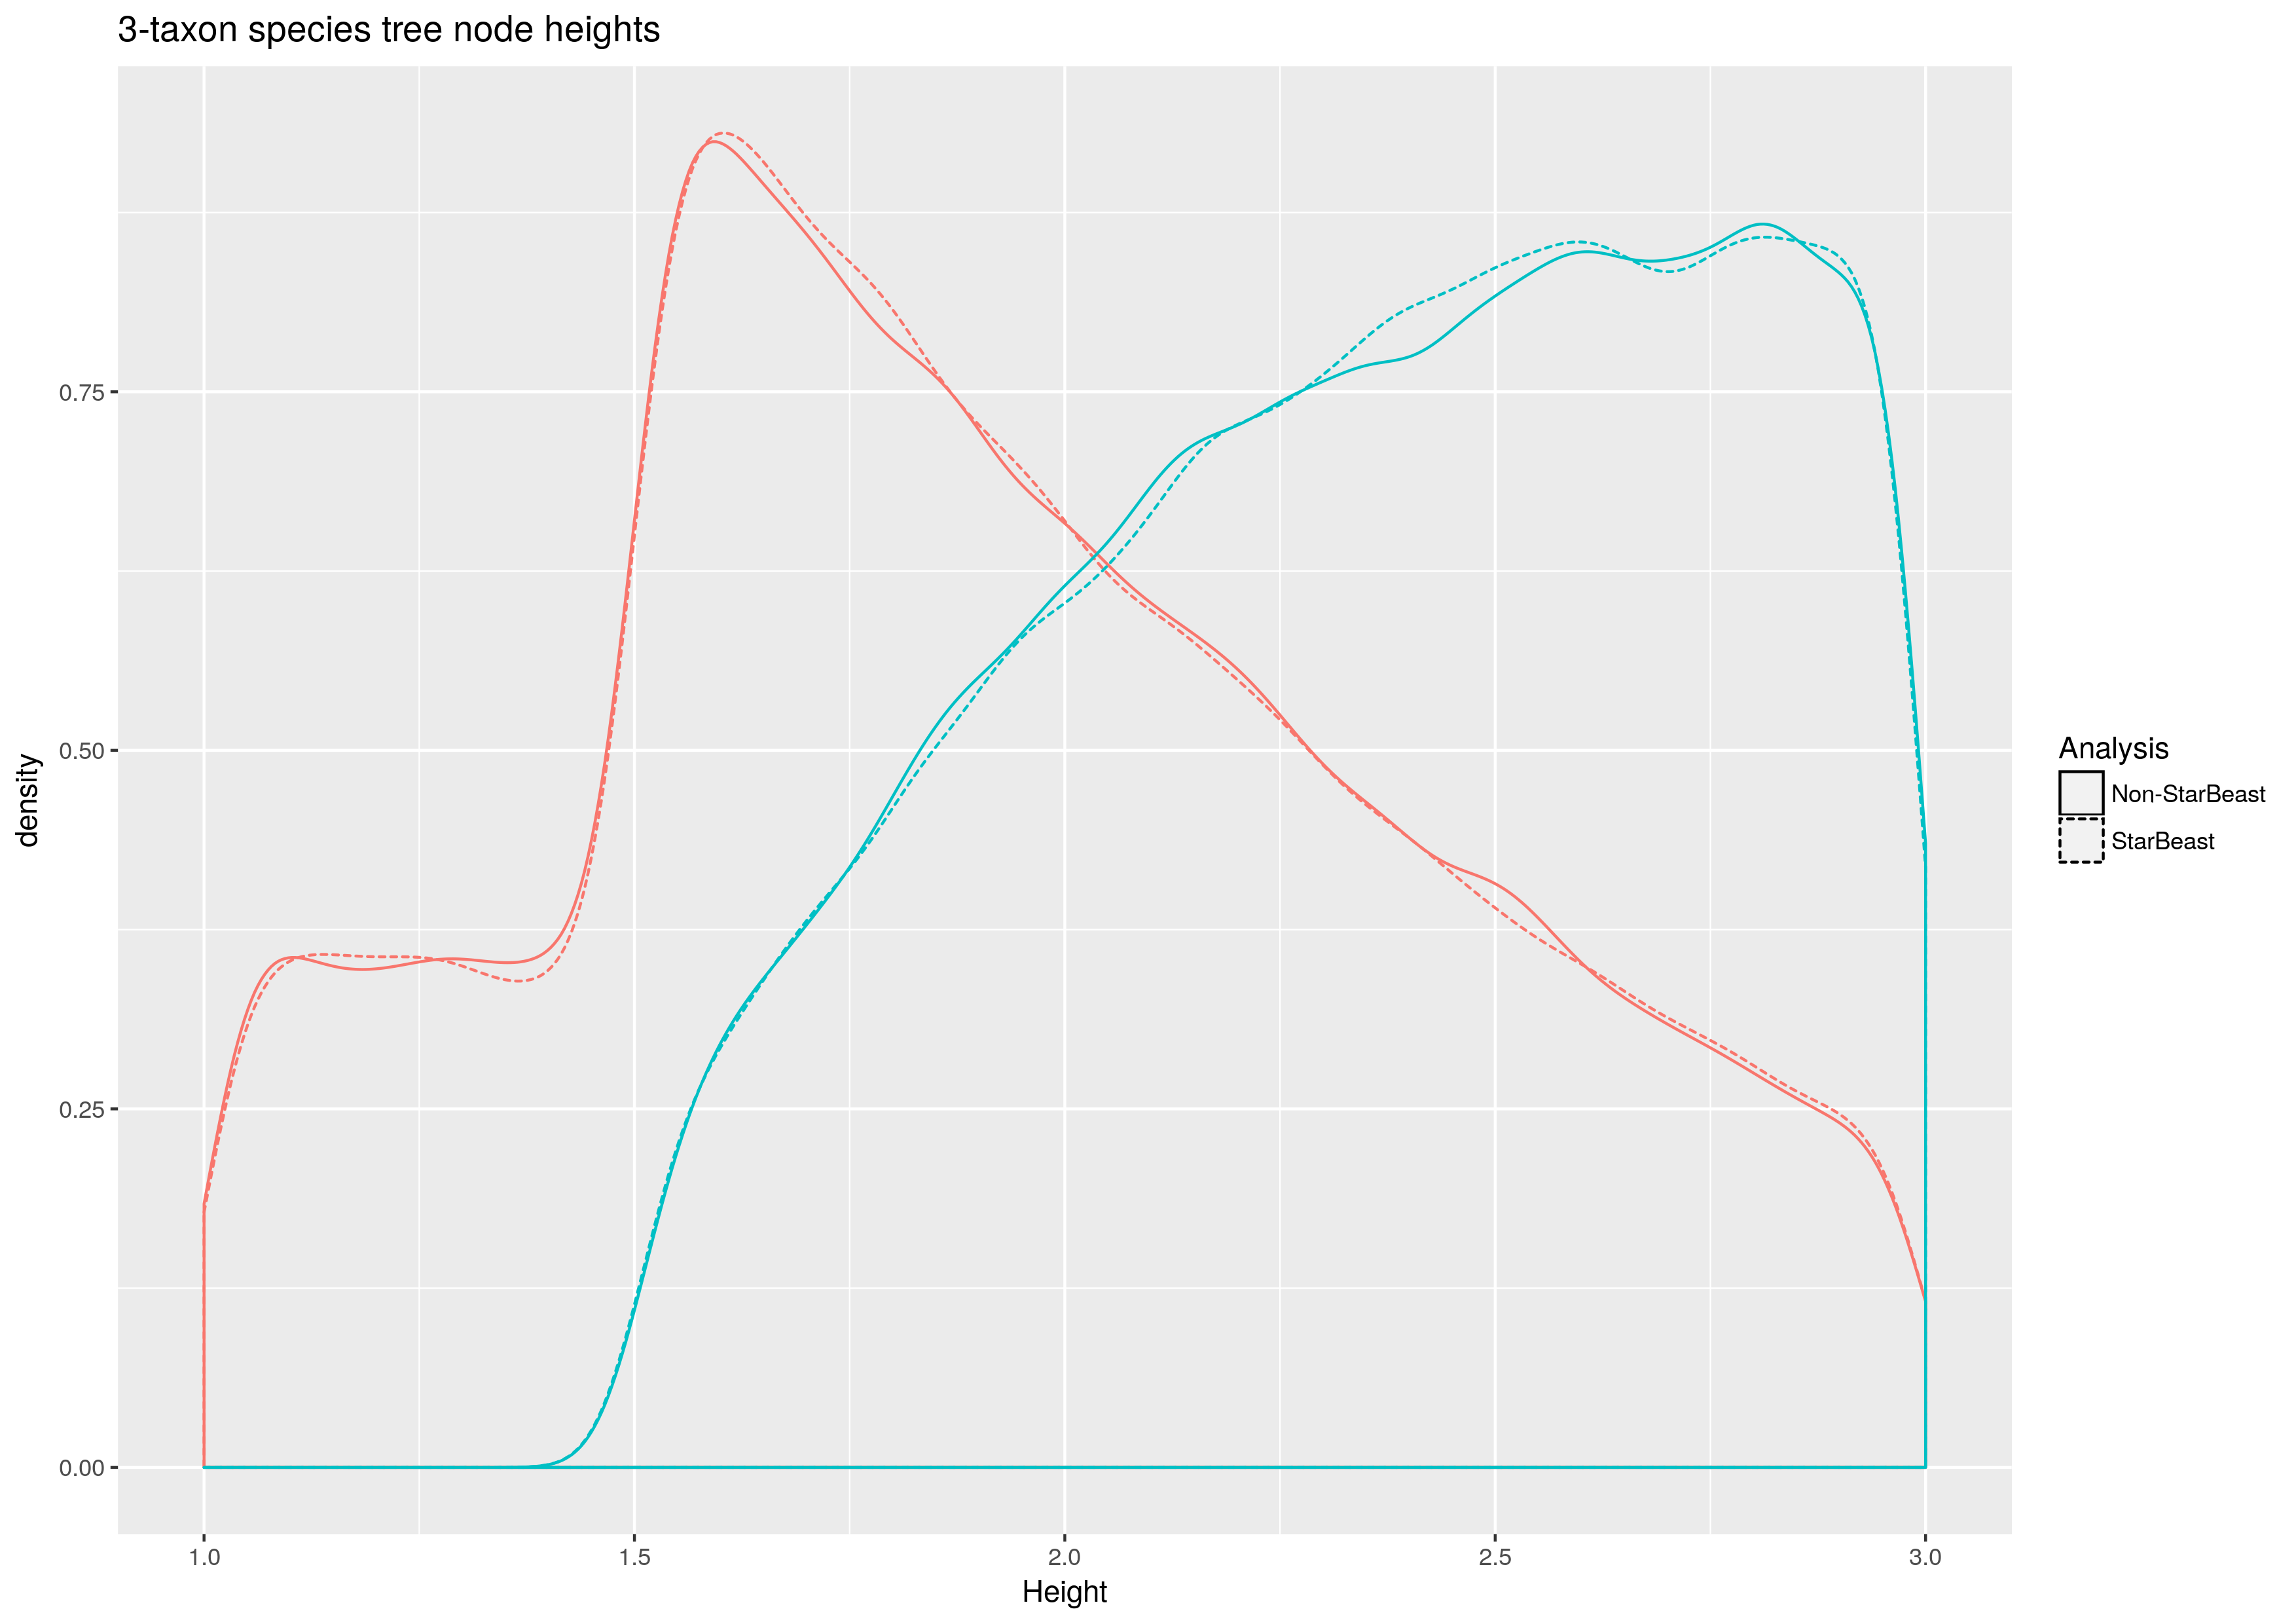 3-taxon species tree node heights
density
0.75
0.50
0.25
0.00
1.0 1.5 2.0 2.5 3.0
Height
Analysis
Non-StarBeast
StarBeast